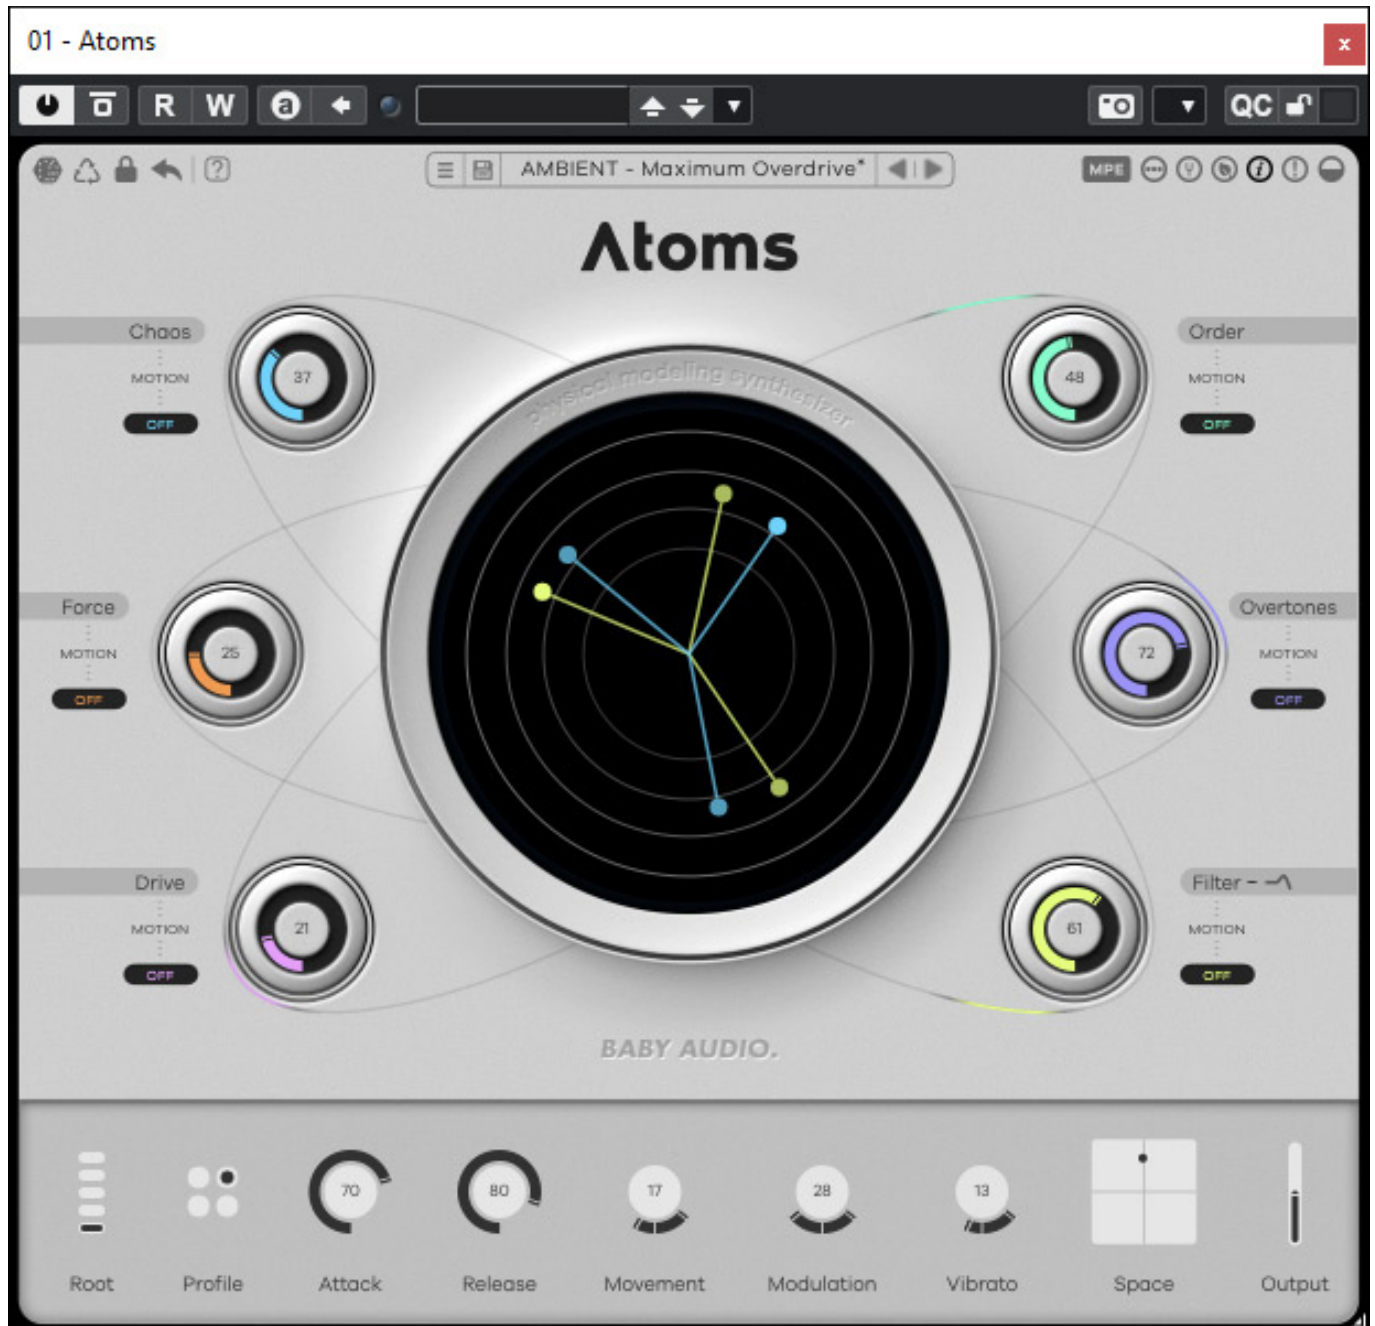 01 - Atoms
x
R W a QC
? AMBIENT - Maximum Overdrive* MPE i !
Atoms
physical modeling synthesizer
Chaos
MOTION
OFF
37
Order
MOTION
OFF
48
Force
MOTION
OFF
25
Overtones
MOTION
OFF
72
Drive
MOTION
OFF
21
Filter -
MOTION
OFF
61
BABY AUDIO.
70 80 17 28 13
Root Profile Attack Release Movement Modulation Vibrato Space Output